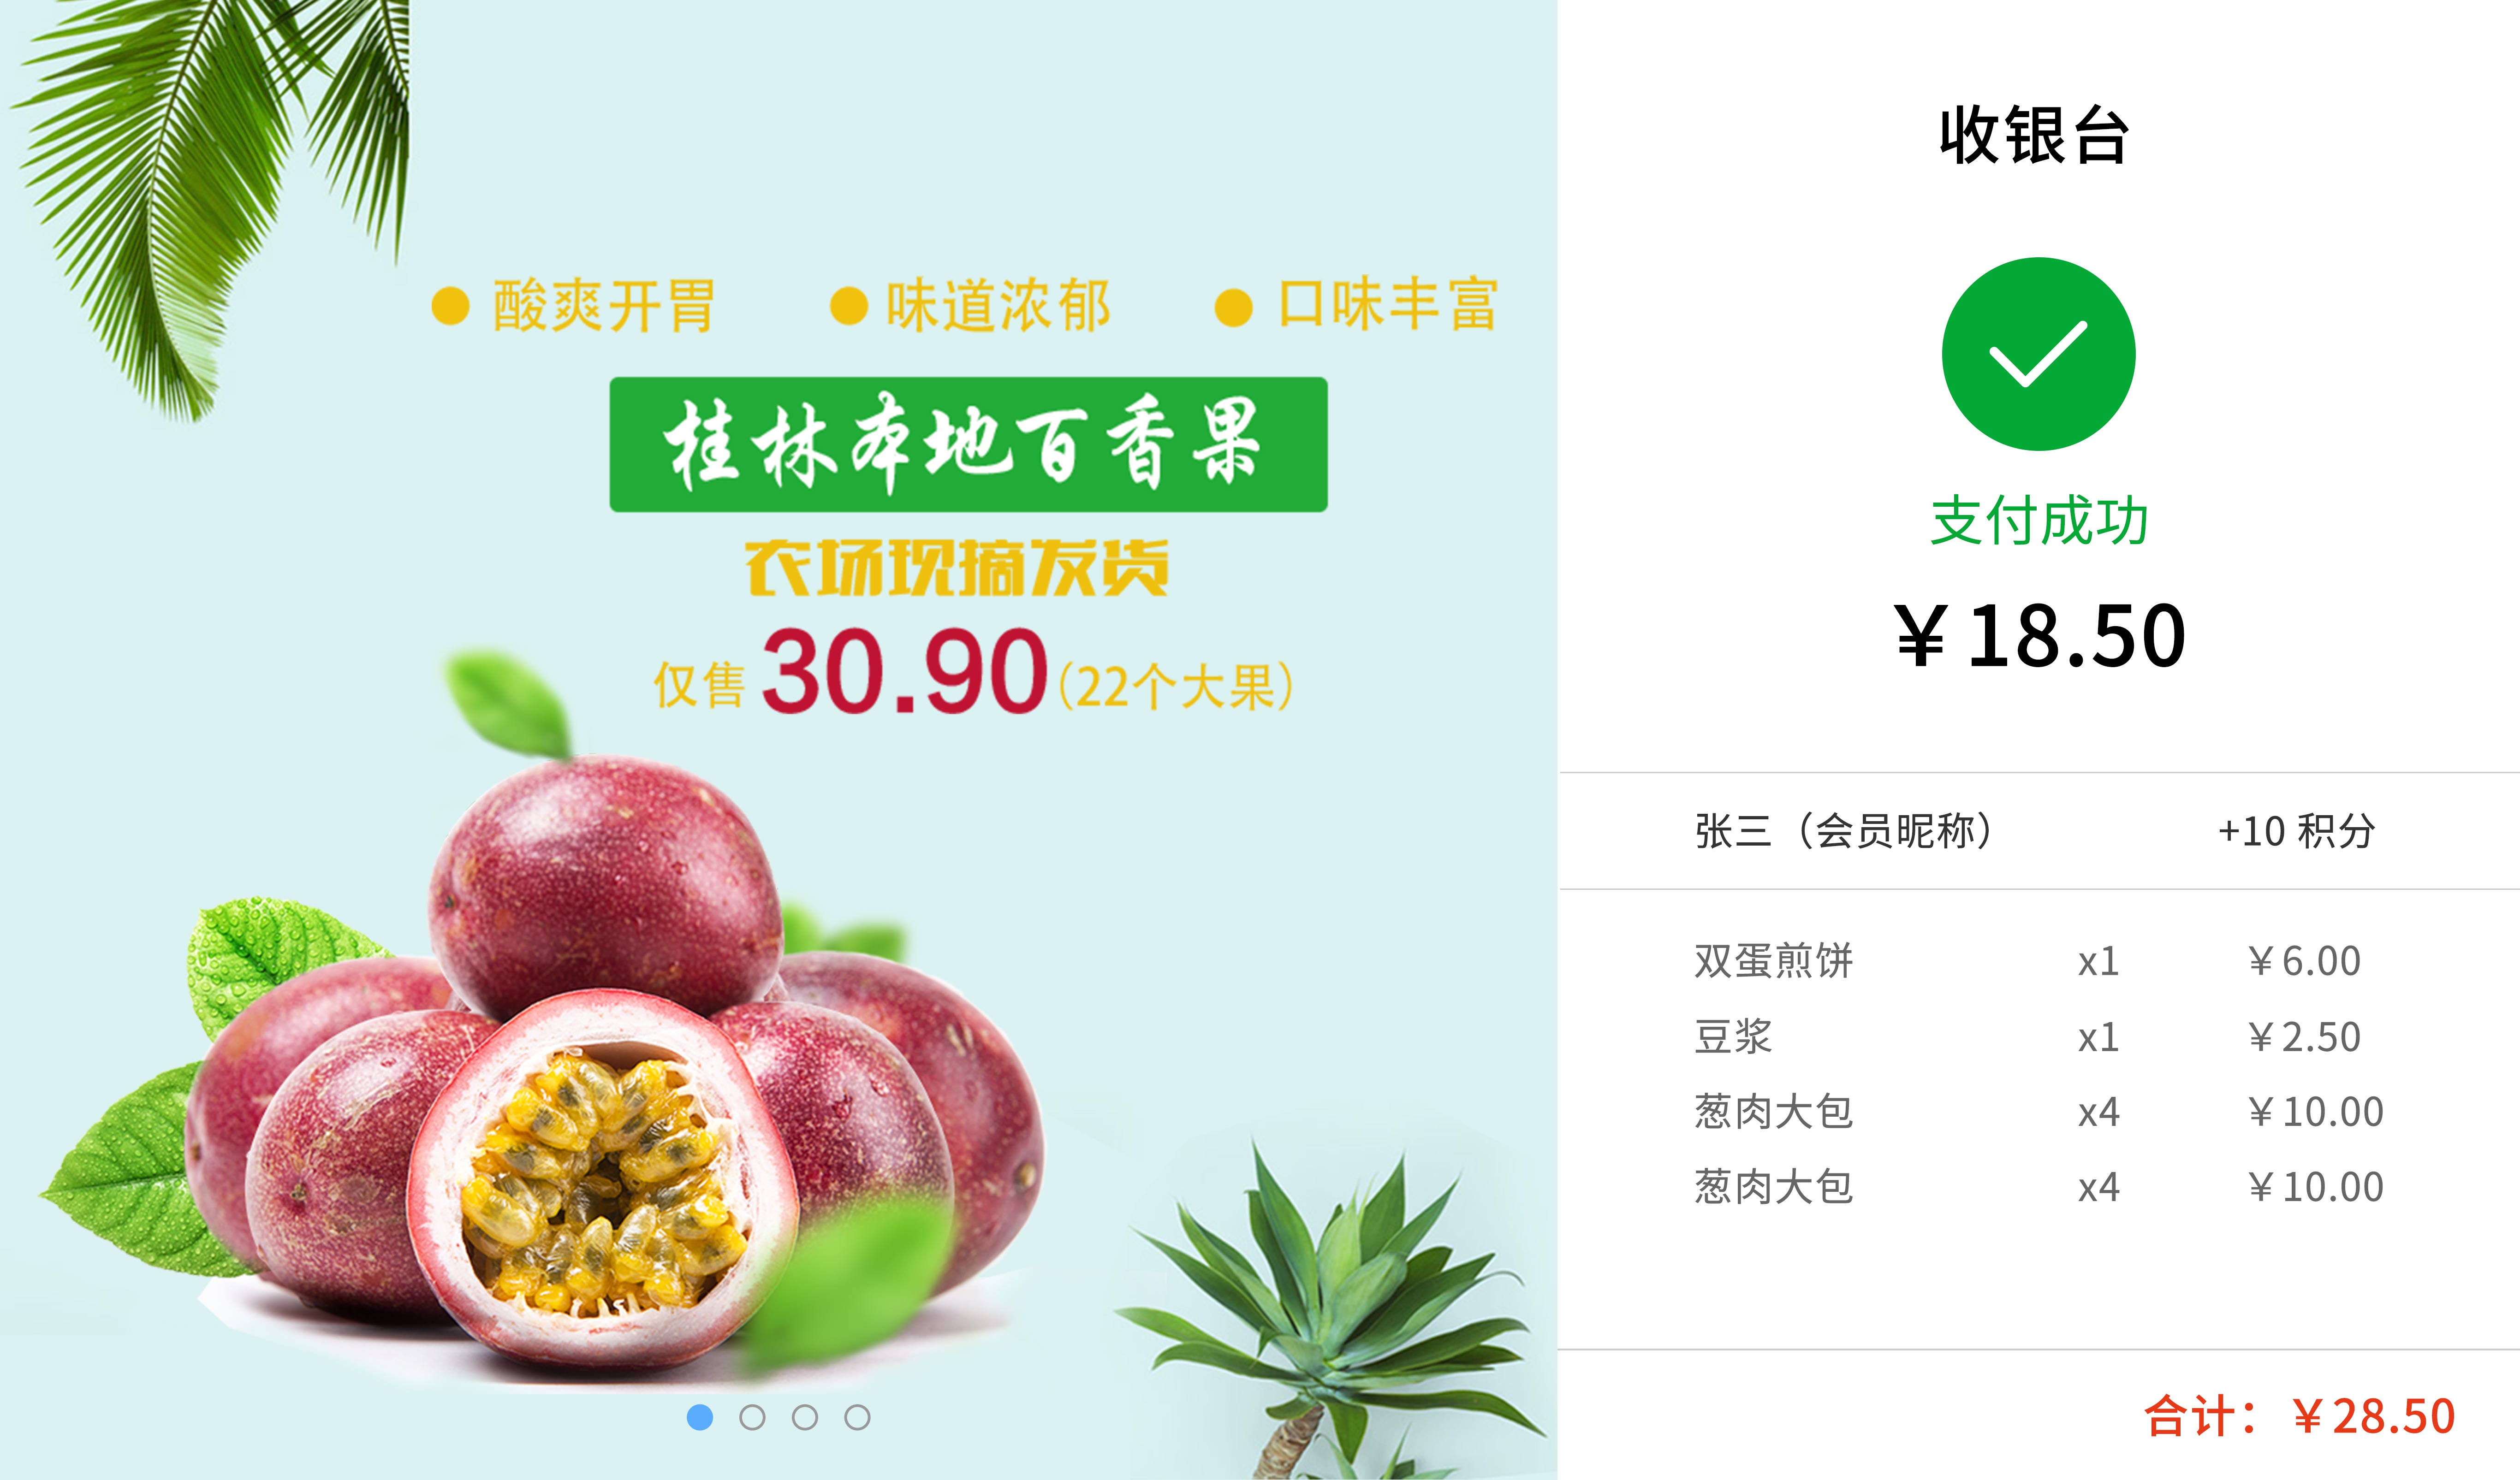 ● 酸爽开胃 ● 味道浓郁 ● 口味丰富
桂林本地百香果
农场现摘发货
仅售 30.90 (22个大果)
收银台
支付成功
¥18.50
张三（会员昵称） +10 积分
双蛋煎饼 x1 ¥6.00
豆浆 x1 ¥2.50
葱肉大包 x4 ¥10.00
葱肉大包 x4 ¥10.00
合计：¥28.50